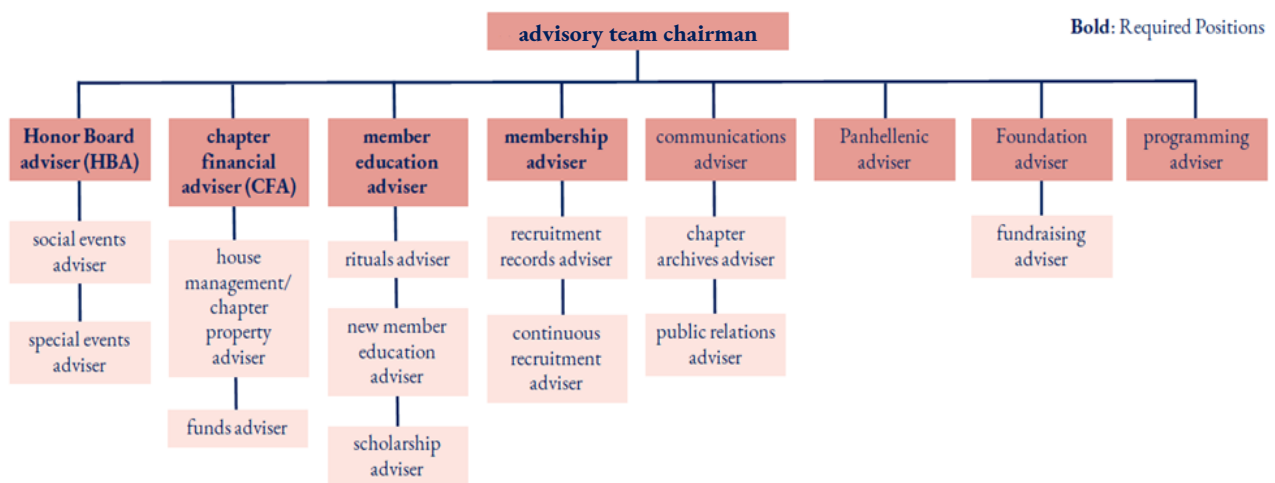 advisory team chairman
Bold: Required Positions
Honor Board
adviser (HBA)
social events
adviser
special events
adviser
chapter
financial
adviser (CFA)
house
management/
chapter
property
adviser
funds adviser
member
education
adviser
rituals adviser
new member
education
adviser
scholarship
adviser
membership
adviser
recruitment
records adviser
continuous
recruitment
adviser
communications
adviser
chapter
archives adviser
public relations
adviser
Panhellenic
adviser
Foundation
adviser
fundraising
adviser
programming
adviser